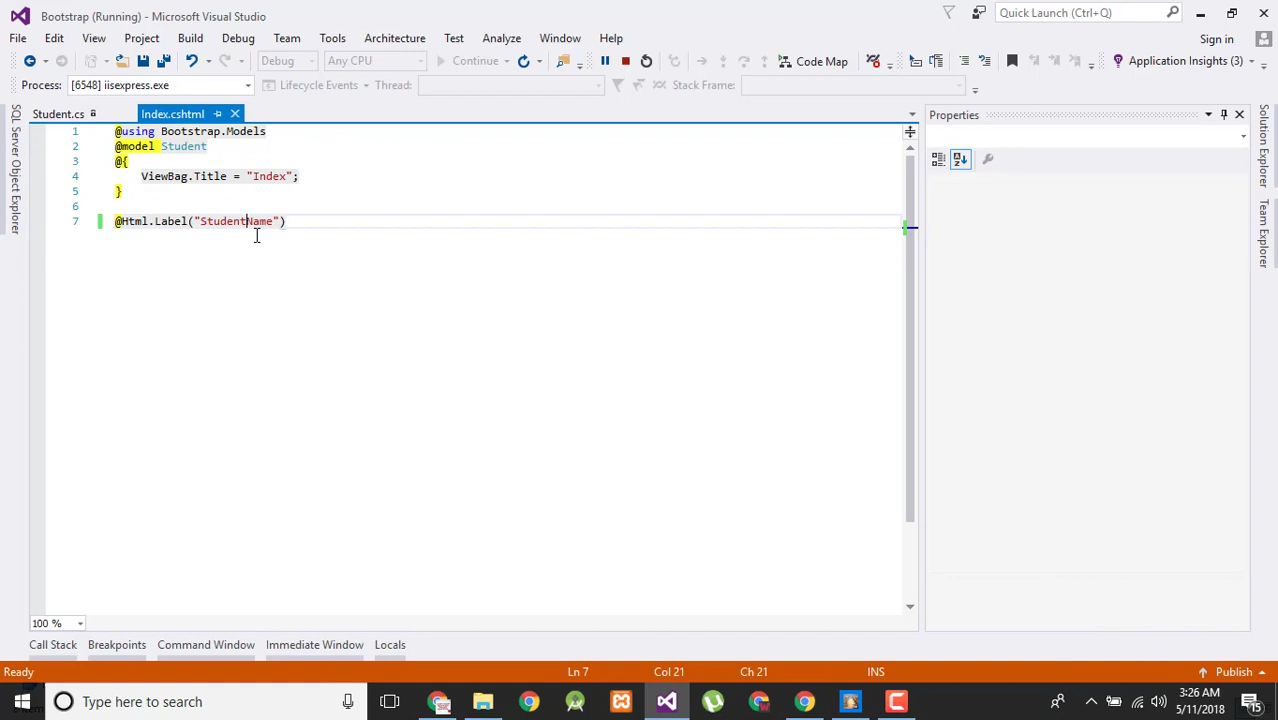 Bootstrap (Running) - Microsoft Visual Studio
Quick Launch (Ctrl+Q)
File Edit View Project Build Debug Team Tools Architecture Test Analyze Window Help
Sign in
Debug Any CPU Continue Code Map Application Insights (3)
Process: [6548] iisexpress.exe Lifecycle Events Thread: Stack Frame:
SQL Server Object Explorer
Student.cs Index.cshtml
1 @using Bootstrap.Models
2 @model Student
3 @{
4 ViewBag.Title = "Index";
5 }
6
7 @Html.Label("StudentName")
Properties
Solution Explorer
Team Explorer
100 %
Call Stack Breakpoints Command Window Immediate Window Locals
Ready Ln 7 Col 21 Ch 21 INS Publish
Type here to search
3:26 AM
5/11/2018
15